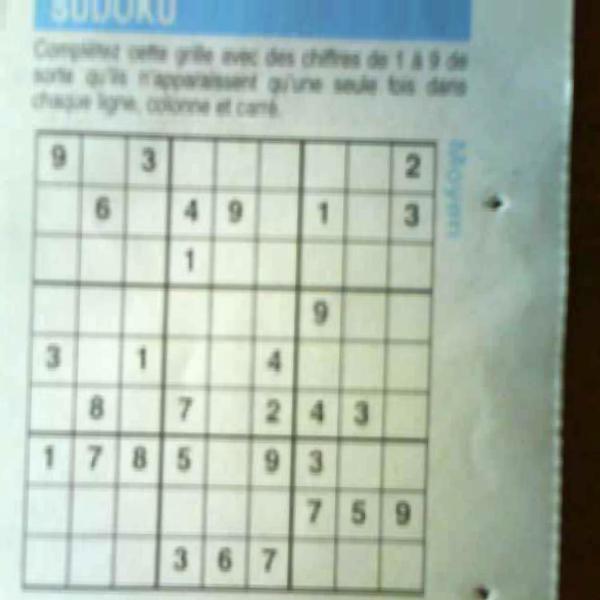 SUDOKU
Complétez cette grille avec des chiffres de 1 à 9 de
sorte qu'ils n'apparaissent qu'une seule fois dans
chaque ligne, colonne et carré.
Moyen
9 3 2
6 4 9 1 3
1
9
3 1 4
8 7 2 4 3
1 7 8 5 9 3
7 5 9
3 6 7